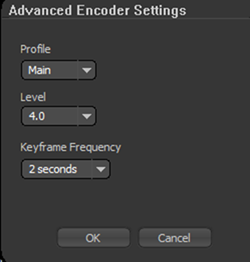 Advanced Encoder Settings
Profile
Main
Level
4.0
Keyframe Frequency
2 seconds
OK Cancel